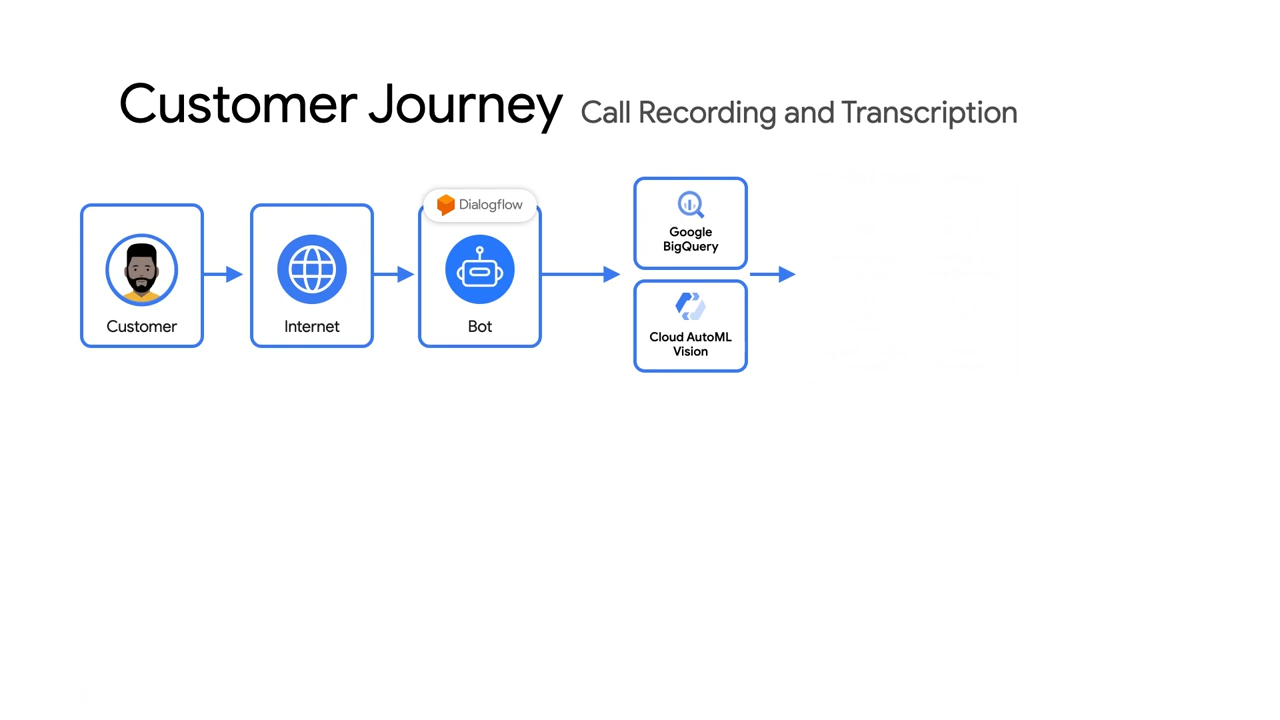 Customer Journey Call Recording and Transcription
Dialogflow
Google
BigQuery
Customer
Internet
Bot
Cloud AutoML
Vision